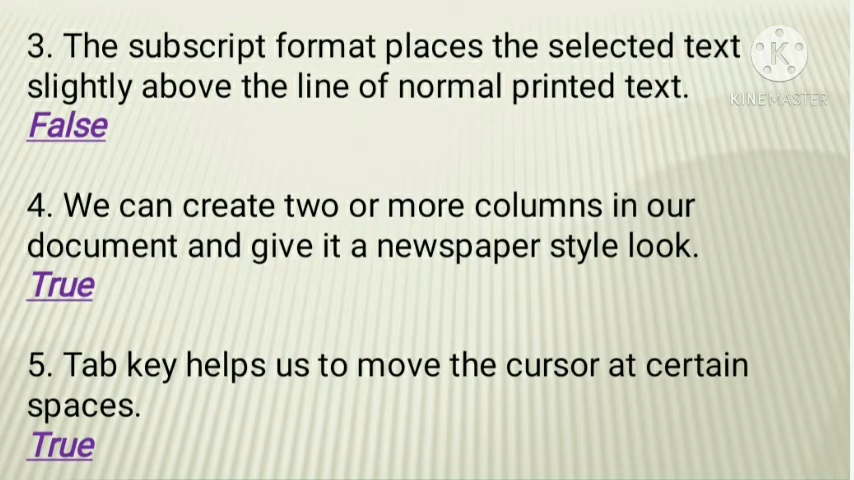 3. The subscript format places the selected text
slightly above the line of normal printed text.
False
4. We can create two or more columns in our
document and give it a newspaper style look.
True
5. Tab key helps us to move the cursor at certain
spaces.
True
K
KINEMASTER